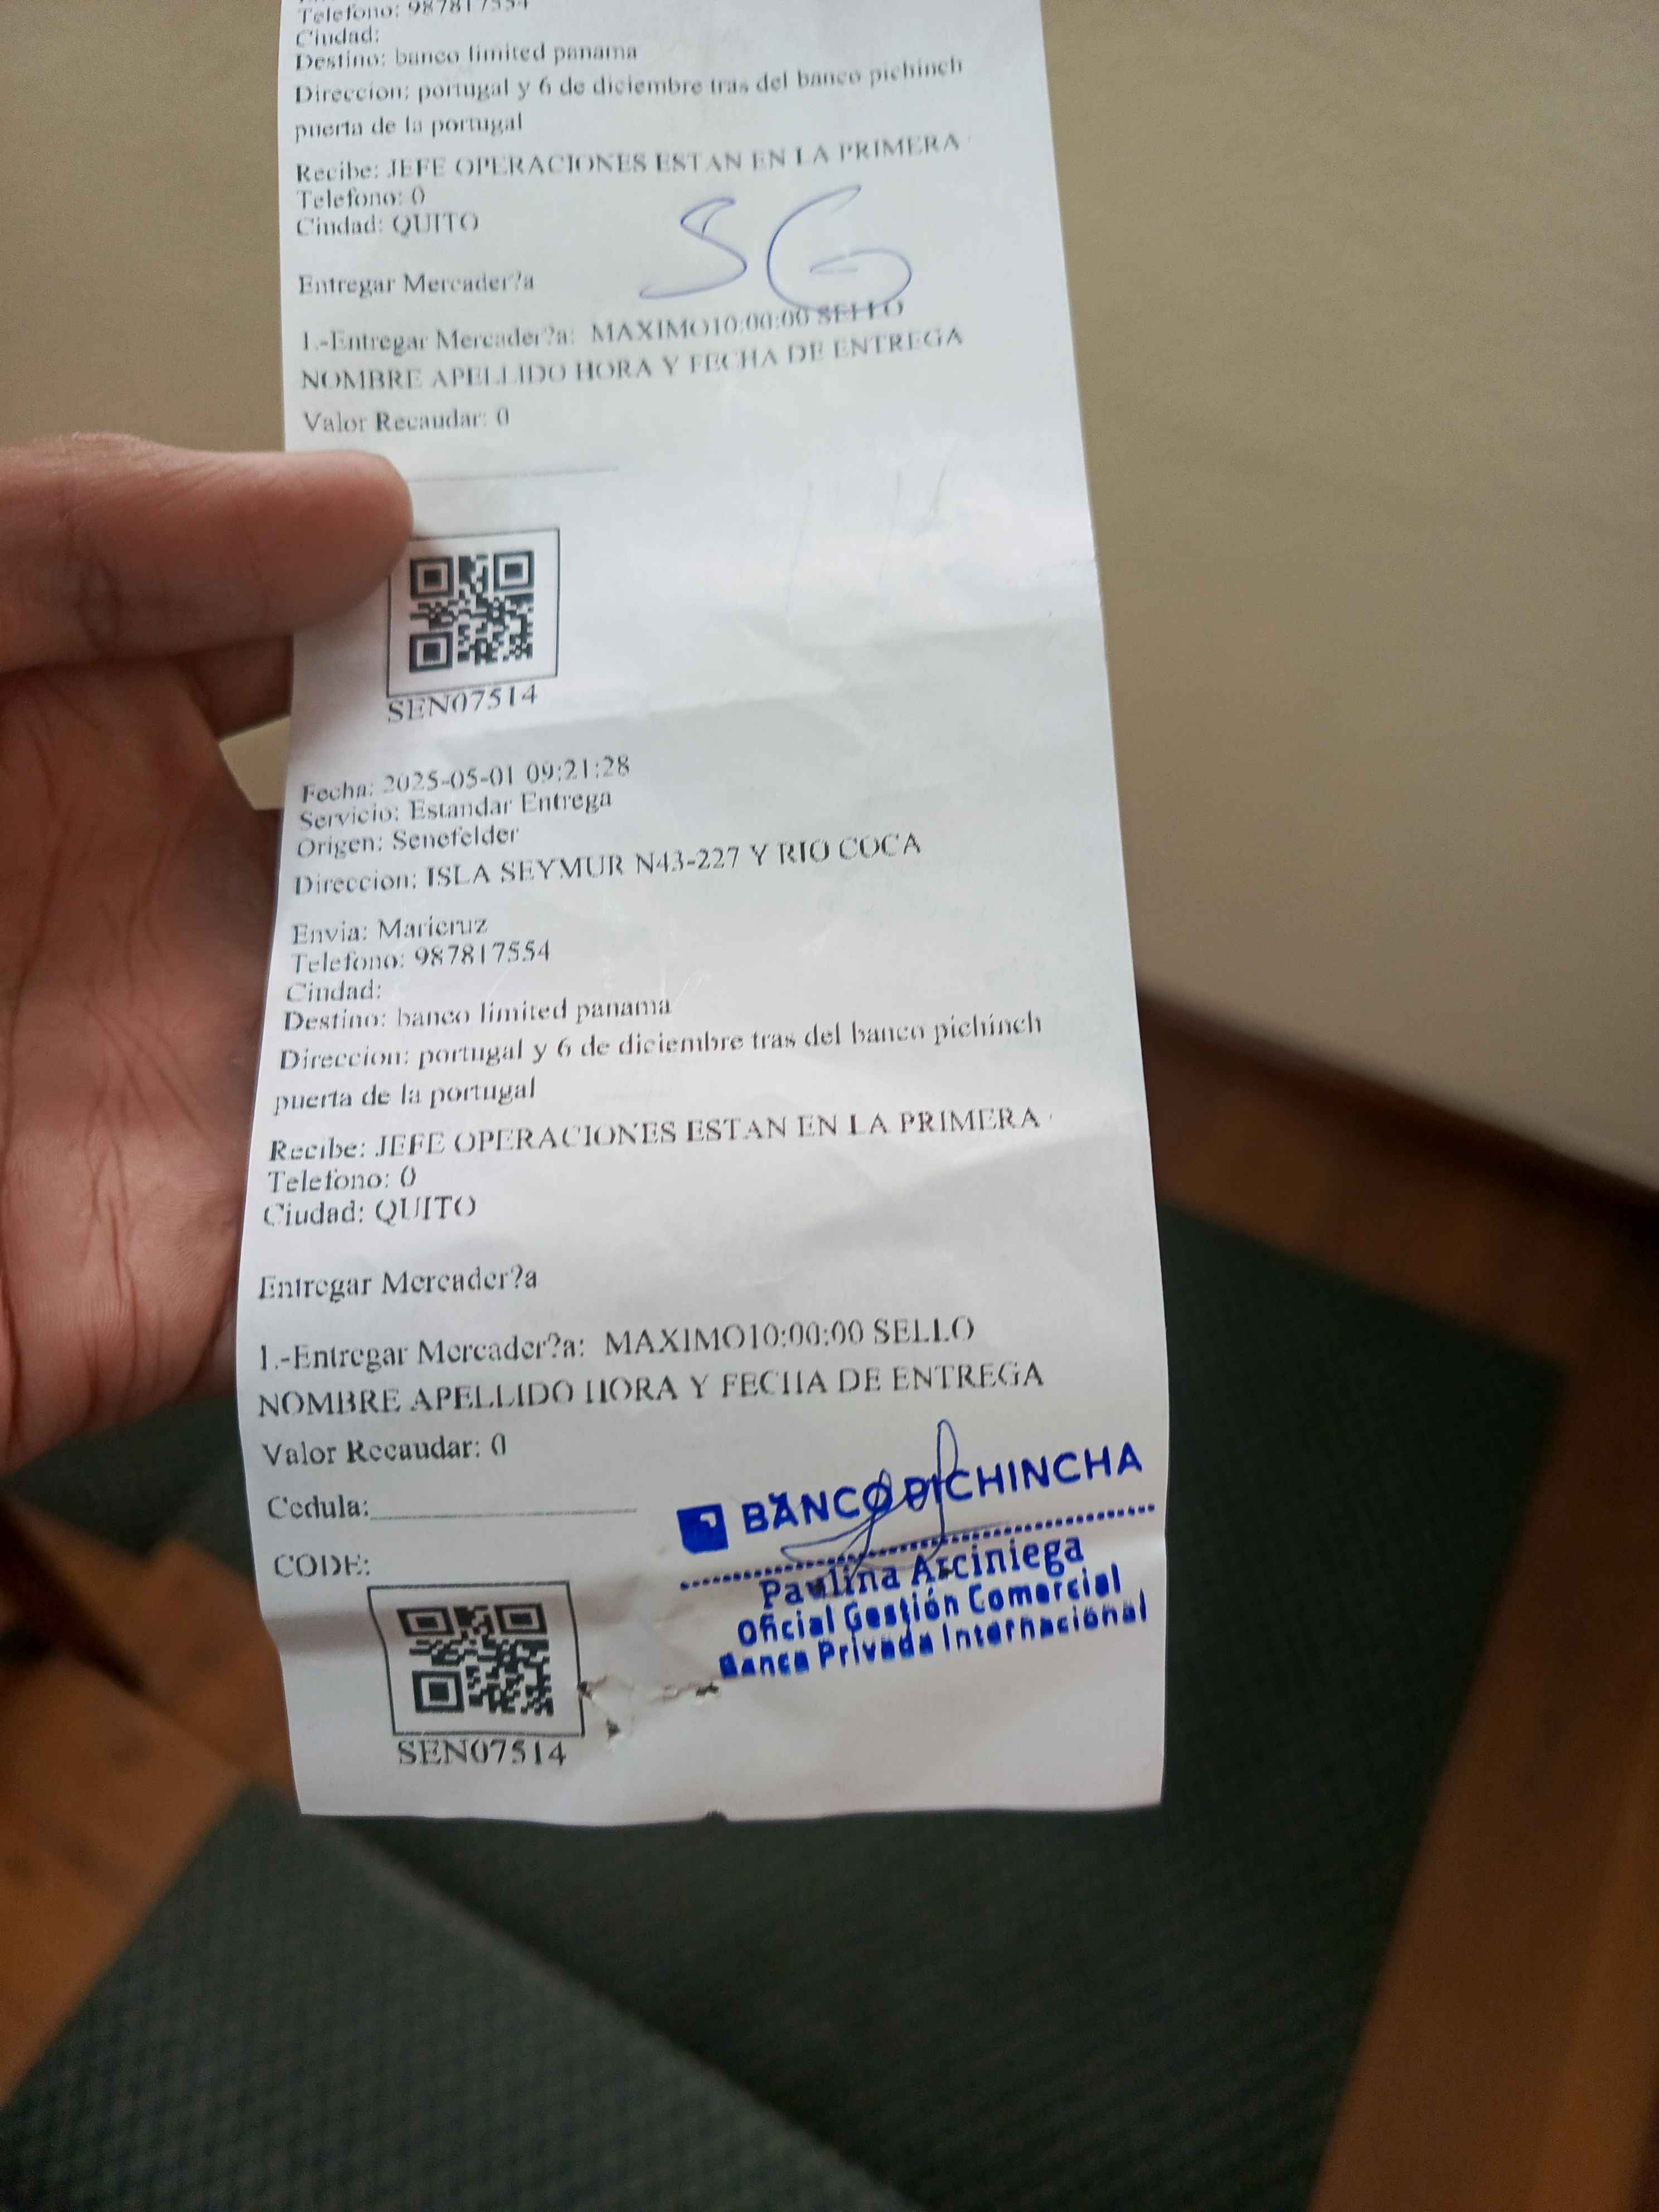 Telefono: 987817554
Ciudad:
Destino: banco limited panama
Direccion: portugal y 6 de diciembre tras del banco pichinch
puerta de la portugal
Recibe: JEFE OPERACIONES ESTAN EN LA PRIMERA
Telefono: 0
Ciudad: QUITO
SG
Entregar Mercader?a
1.-Entregar Mercader?a: MAXIMO10:00:00 SELLO
NOMBRE APELLIDO HORA Y FECHA DE ENTREGA
Valor Recaudar: 0
SEN07514
Fecha: 2025-05-01 09:21:28
Servicio: Estandar Entrega
Origen: Senefelder
Direccion: ISLA SEYMUR N43-227 Y RIO COCA
Envia: Maricruz
Telefono: 987817554
Ciudad:
Destino: banco limited panama
Direccion: portugal y 6 de diciembre tras del banco pichinch
puerta de la portugal
Recibe: JEFE OPERACIONES ESTAN EN LA PRIMERA
Telefono: 0
Ciudad: QUITO
Entregar Mercader?a
1.-Entregar Mercader?a: MAXIMO10:00:00 SELLO
NOMBRE APELLIDO HORA Y FECHA DE ENTREGA
Valor Recaudar: 0
Cedula:
CODE:
BANCO PICHINCHA
Paulina Arciniega
Oficial Gestión Comercial
Banca Privada Internacional
SEN07514